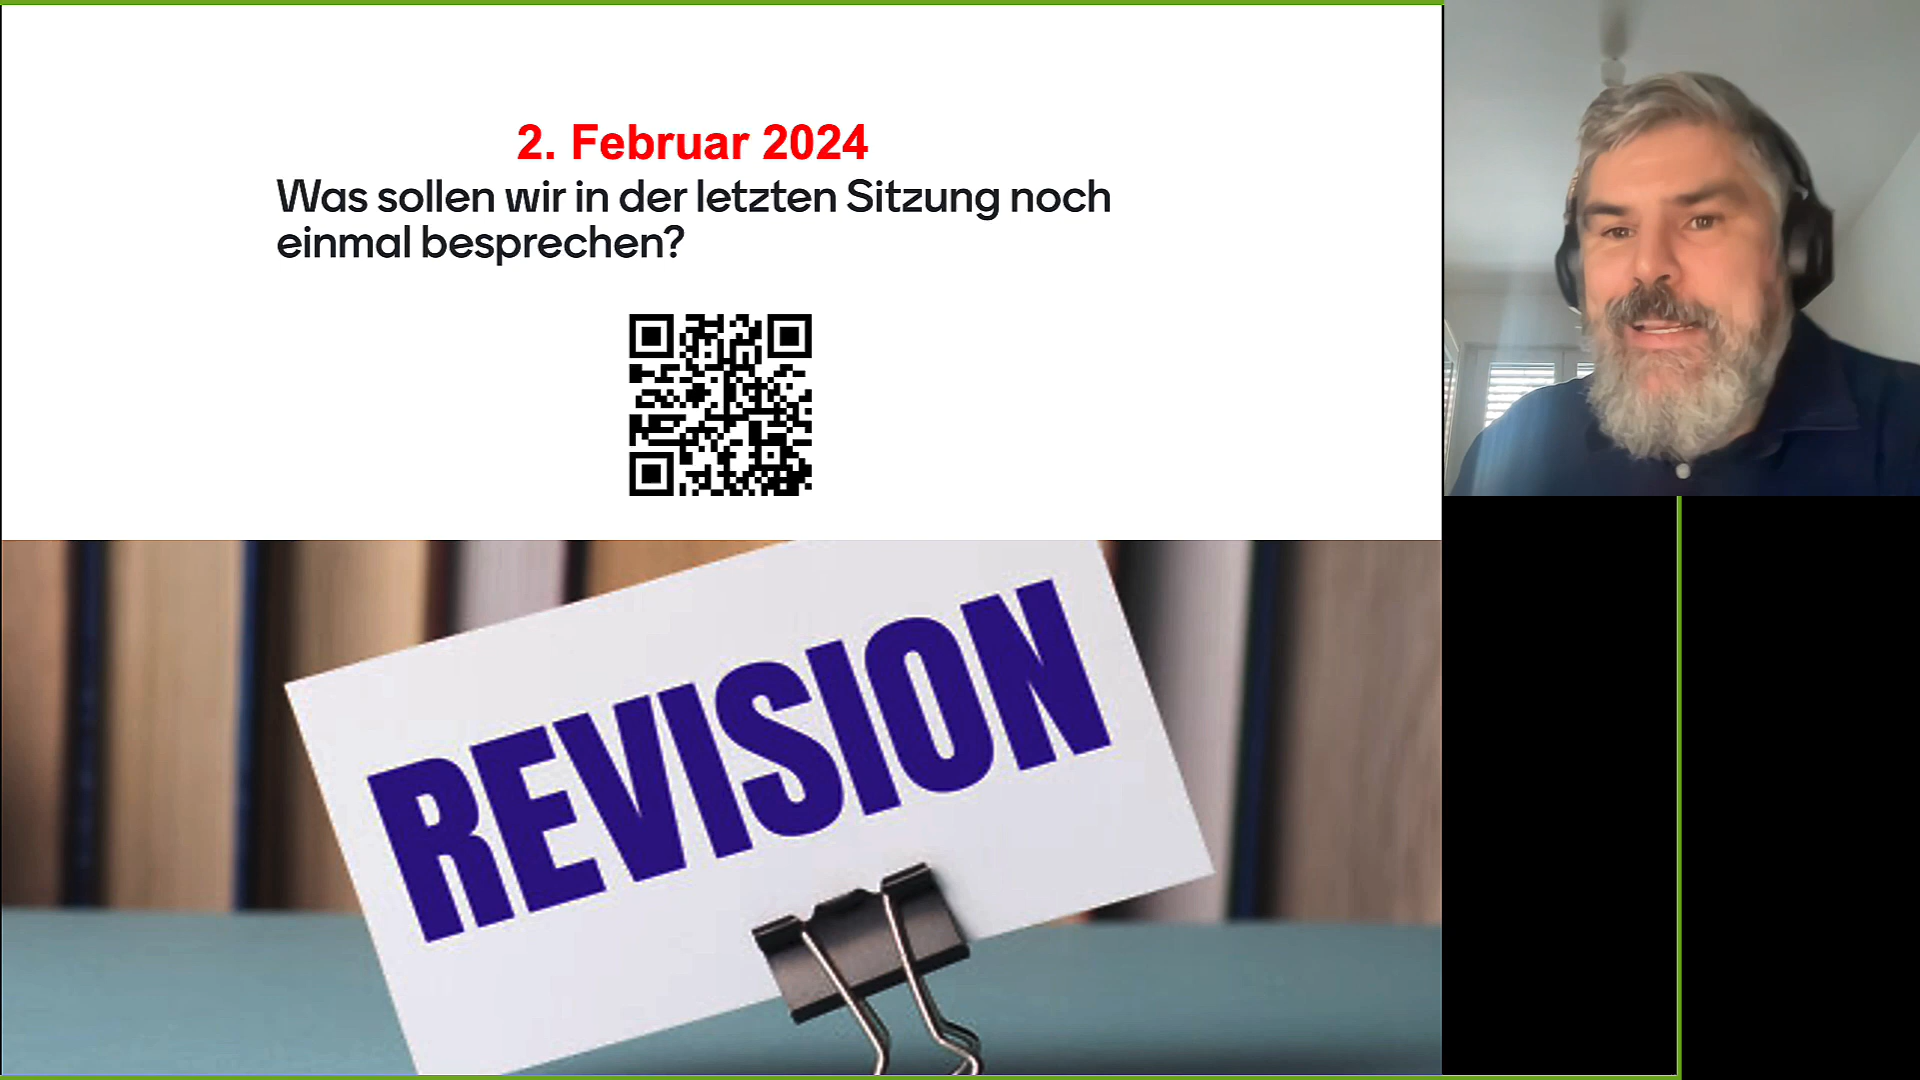 2. Februar 2024
Was sollen wir in der letzten Sitzung noch
einmal besprechen?
REVISION